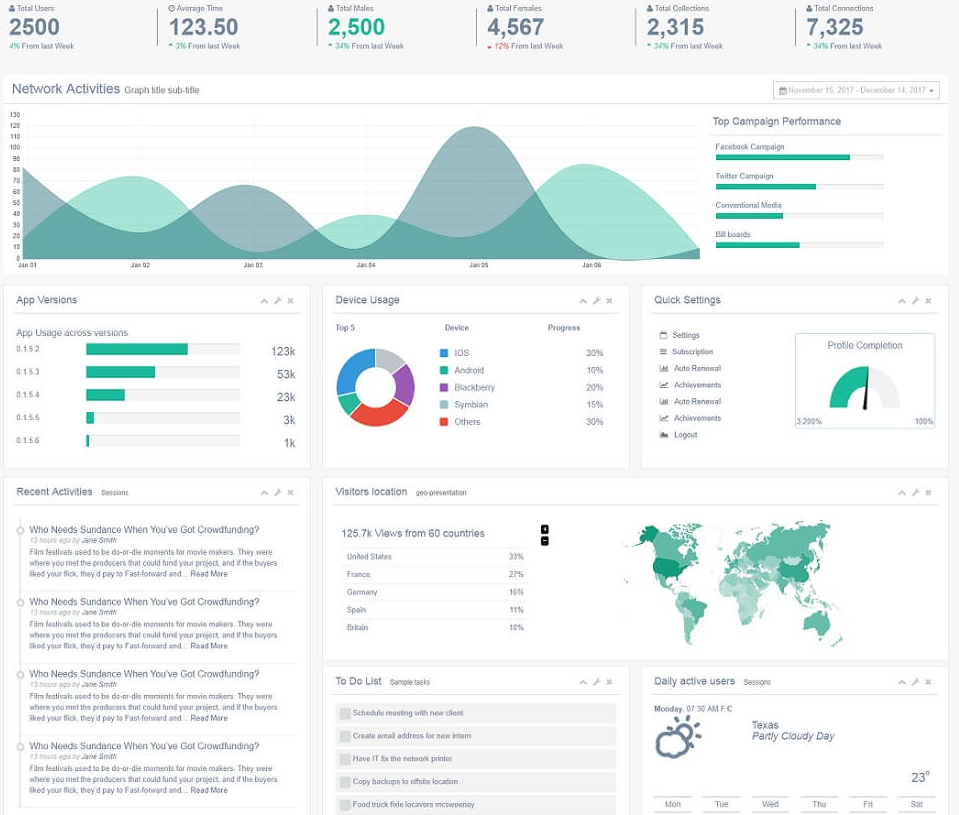 Total Users
2500
4% From last Week
Average Time
123.50
3% From last Week
Total Males
2,500
34% From last Week
Total Females
4,567
12% From last Week
Total Collections
2,315
34% From last Week
Total Connections
7,325
34% From last Week
Network Activities Graph title sub-title
November 15, 2017 - December 14, 2017
130
120
110
100
90
80
70
60
50
40
30
20
10
0
Jan 01
Jan 02
Jan 03
Jan 04
Jan 05
Jan 06
Top Campaign Performance
Facebook Campaign
Twitter Campaign
Conventional Media
Bill boards
App Versions
App Usage across versions
0.1.5.2 123k
0.1.5.3 53k
0.1.5.4 23k
0.1.5.5 3k
0.1.5.6 1k
Device Usage
Top 5 Device Progress
IOS 30%
Android 10%
Blackberry 20%
Symbian 15%
Others 30%
Quick Settings
Settings
Subscription
Auto Renewal
Achievements
Auto Renewal
Achievements
Logout
Profile Completion
3,200% 100%
Recent Activities Sessions
Who Needs Sundance When You've Got Crowdfunding?
13 hours ago by Jane Smith
Film festivals used to be do-or-die moments for movie makers. They were
where you met the producers that could fund your project, and if the buyers
liked your flick, they'd pay to Fast-forward and... Read More
Who Needs Sundance When You've Got Crowdfunding?
13 hours ago by Jane Smith
Film festivals used to be do-or-die moments for movie makers. They were
where you met the producers that could fund your project, and if the buyers
liked your flick, they'd pay to Fast-forward and... Read More
Who Needs Sundance When You've Got Crowdfunding?
13 hours ago by Jane Smith
Film festivals used to be do-or-die moments for movie makers. They were
where you met the producers that could fund your project, and if the buyers
liked your flick, they'd pay to Fast-forward and... Read More
Who Needs Sundance When You've Got Crowdfunding?
13 hours ago by Jane Smith
Film festivals used to be do-or-die moments for movie makers. They were
where you met the producers that could fund your project, and if the buyers
liked your flick, they'd pay to Fast-forward and... Read More
Visitors location geo-presentation
125.7k Views from 60 countries
United States 33%
France 27%
Germany 16%
Spain 11%
Britain 10%
To Do List Sample tasks
Schedule meeting with new client
Create email address for new intern
Have IT fix the network printer
Copy backups to offsite location
Food truck fixie locavors mcsweeney
Daily active users Sessions
Monday, 07:30 AM F C
Texas
Partly Cloudy Day
23°
Mon Tue Wed Thu Fri Sat